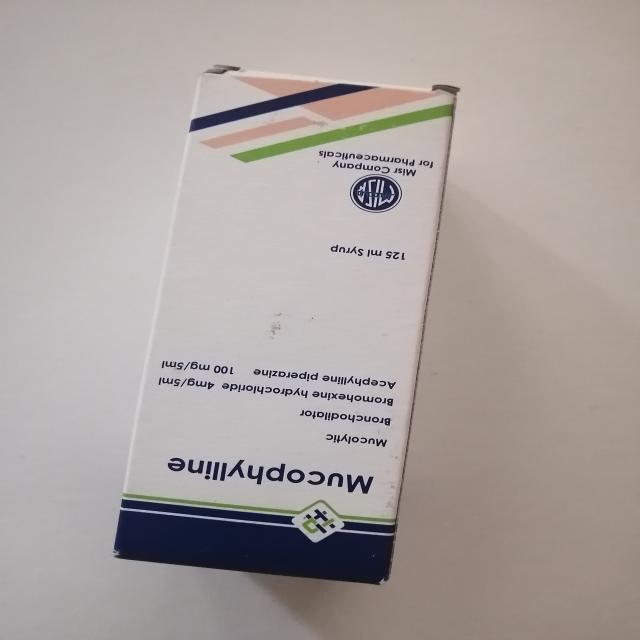 Mucophylline
Mucolytic
Bronchodilator
Bromohexine hydrochloride 4mg/5ml
Acephylline piperazine 100 mg/5ml
125 ml Syrup
MISR
Misr Company
for Pharmaceuticals